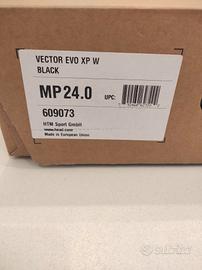 VECTOR EVO XP W
BLACK
MP 24.0
UPC:
609073
HTM Sport GmbH
www.head.com
Made in European Union
subito